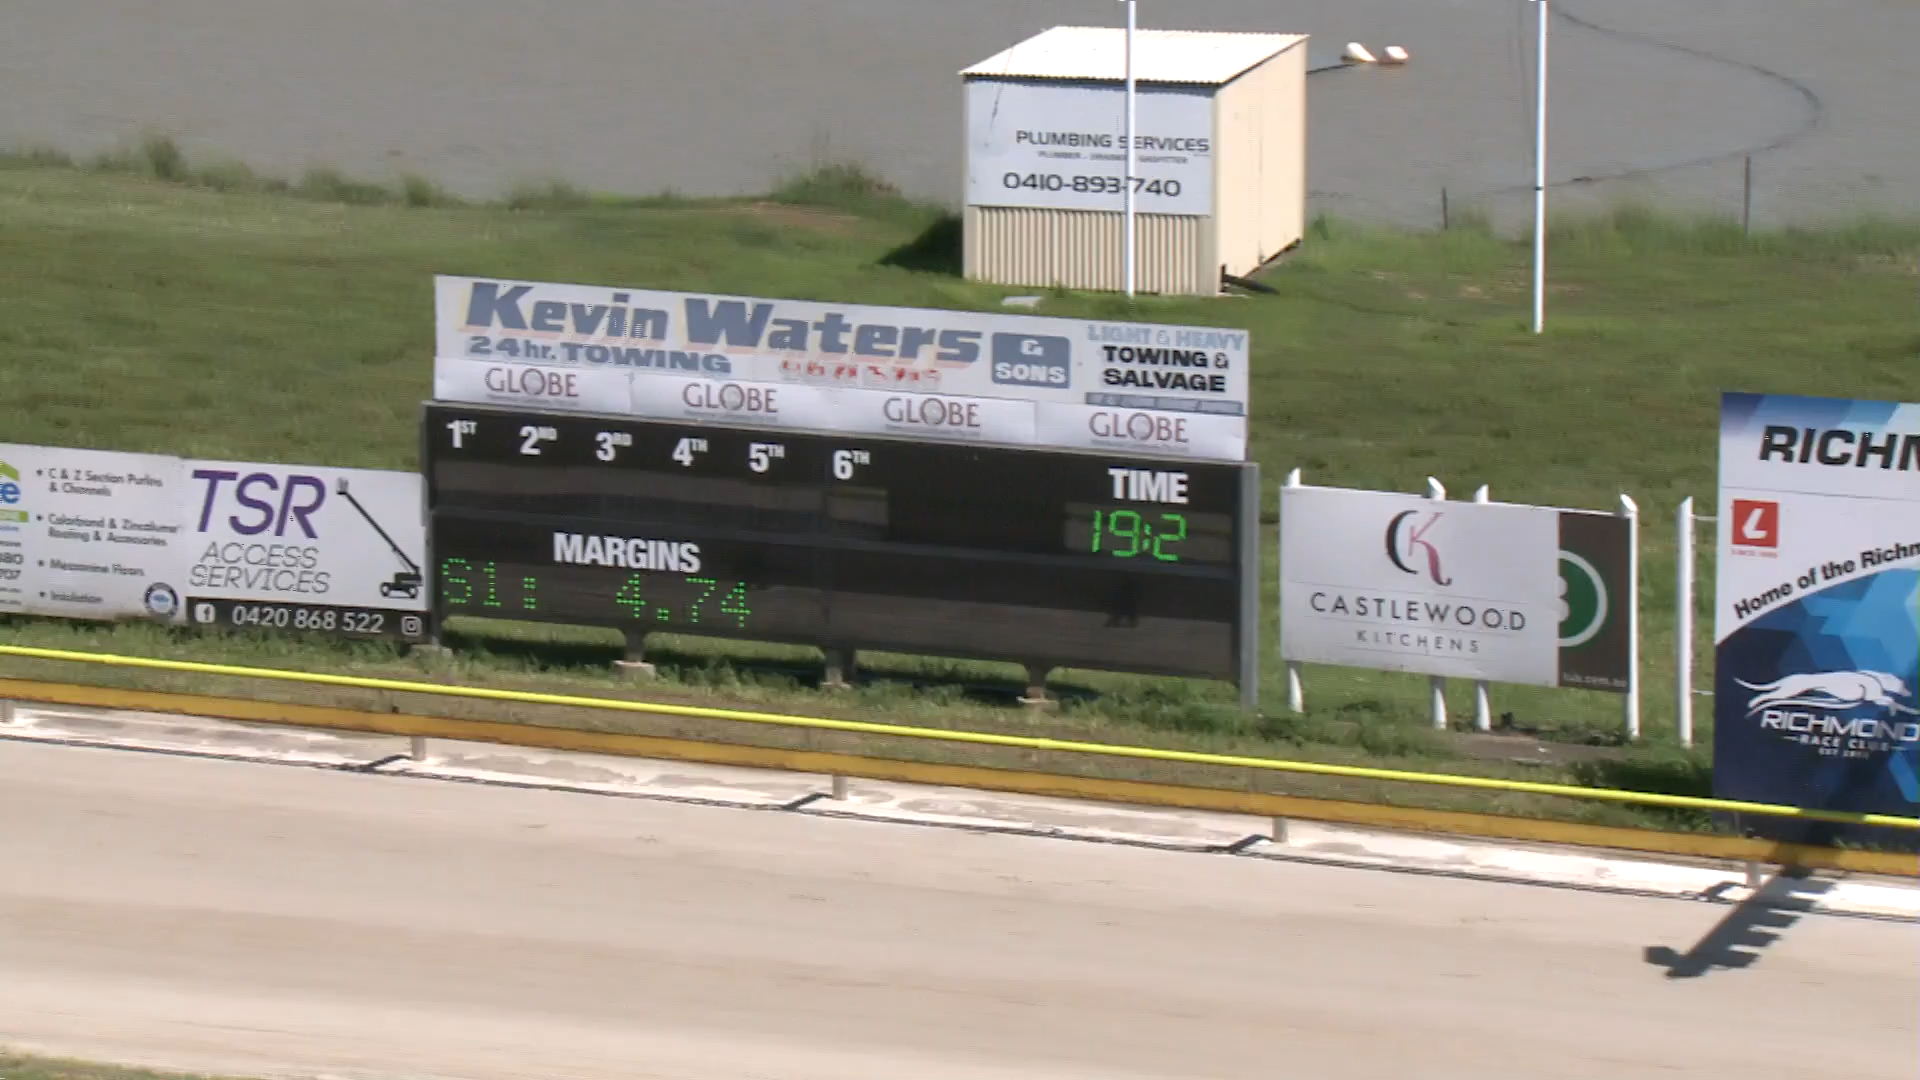 PLUMBING SERVICES
0410-893-740
Kevin Waters
24hr. TOWING
&
SONS
LIGHT & HEAVY
TOWING &
SALVAGE
GLOBE
GLOBE
GLOBE
GLOBE
1ST 2ND 3RD 4TH 5TH 6TH
TIME
19:2
MARGINS
S1: 4.74
• C & Z Section Purlins
& Channels
• Colorbond & Zincalume
Roofing & Accessories
• Mezzanine Floors
• Insulation
TSR
ACCESS
SERVICES
0420 868 522
CK
CASTLEWOOD
KITCHENS
RICHM
Home of the Richm
RICHMOND
RACE CLUB